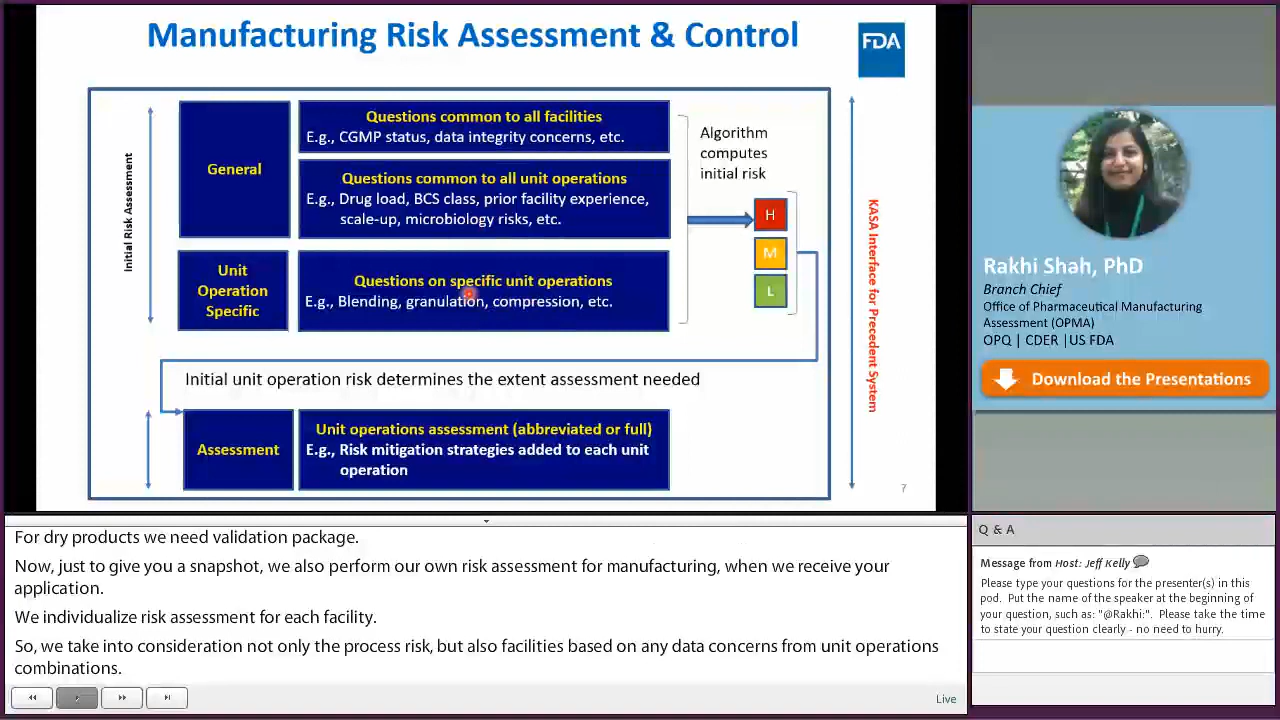 Manufacturing Risk Assessment & Control
FDA
Initial Risk Assessment
General
Questions common to all facilities
E.g., CGMP status, data integrity concerns, etc.
Questions common to all unit operations
E.g., Drug load, BCS class, prior facility experience,
scale-up, microbiology risks, etc.
Unit
Operation
Specific
Questions on specific unit operations
E.g., Blending, granulation, compression, etc.
Algorithm
computes
initial risk
H
M
L
KASA Interface for Precedent System
Initial unit operation risk determines the extent assessment needed
Assessment
Unit operations assessment (abbreviated or full)
E.g., Risk mitigation strategies added to each unit
operation
7
Rakhi Shah, PhD
Branch Chief
Office of Pharmaceutical Manufacturing
Assessment (OPMA)
OPQ | CDER |US FDA
Download the Presentations
For dry products we need validation package.
Now, just to give you a snapshot, we also perform our own risk assessment for manufacturing, when we receive your
application.
We individualize risk assessment for each facility.
So, we take into consideration not only the process risk, but also facilities based on any data concerns from unit operations
combinations.
Live
Q & A
Message from Host: Jeff Kelly
Please type your questions for the presenter(s) in this
pod. Put the name of the speaker at the beginning of
your question, such as: "@Rakhi:". Please take the time
to state your question clearly - no need to hurry.